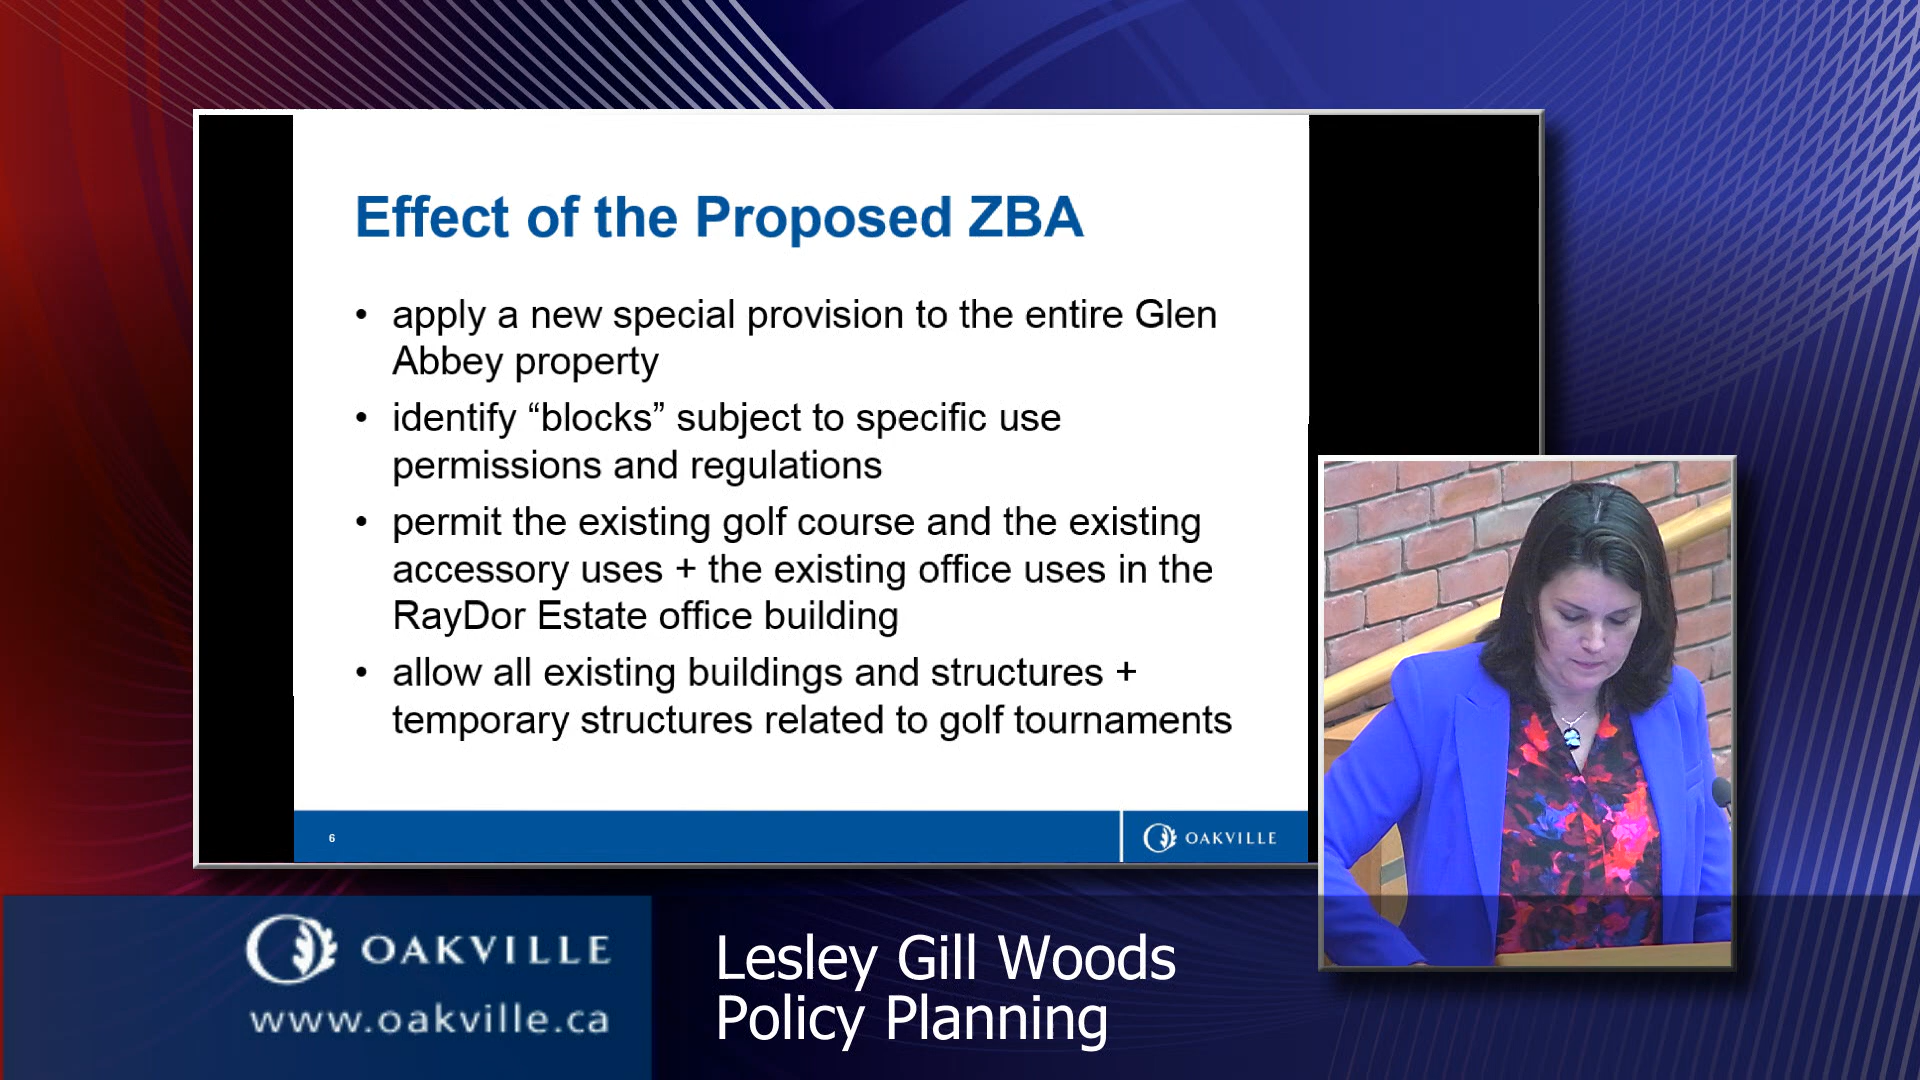 Effect of the Proposed ZBA
• apply a new special provision to the entire Glen
Abbey property
• identify “blocks” subject to specific use
permissions and regulations
• permit the existing golf course and the existing
accessory uses + the existing office uses in the
RayDor Estate office building
• allow all existing buildings and structures +
temporary structures related to golf tournaments
6
OAKVILLE
OAKVILLE
www.oakville.ca
Lesley Gill Woods
Policy Planning